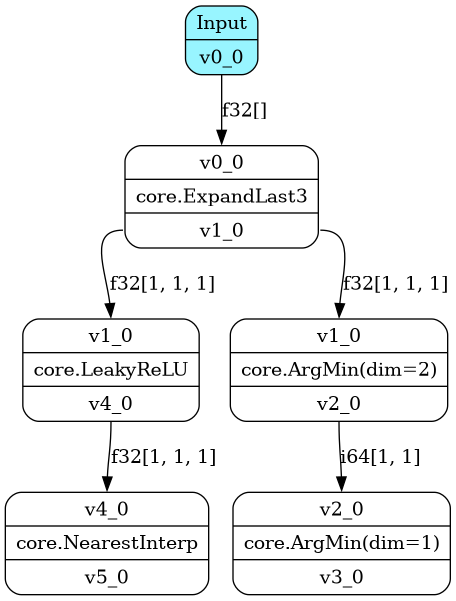 Input
v0_0
f32[]
v0_0
core.ExpandLast3
v1_0
f32[1, 1, 1]
f32[1, 1, 1]
v1_0
core.LeakyReLU
v4_0
v1_0
core.ArgMin(dim=2)
v2_0
f32[1, 1, 1]
i64[1, 1]
v4_0
core.NearestInterp
v5_0
v2_0
core.ArgMin(dim=1)
v3_0